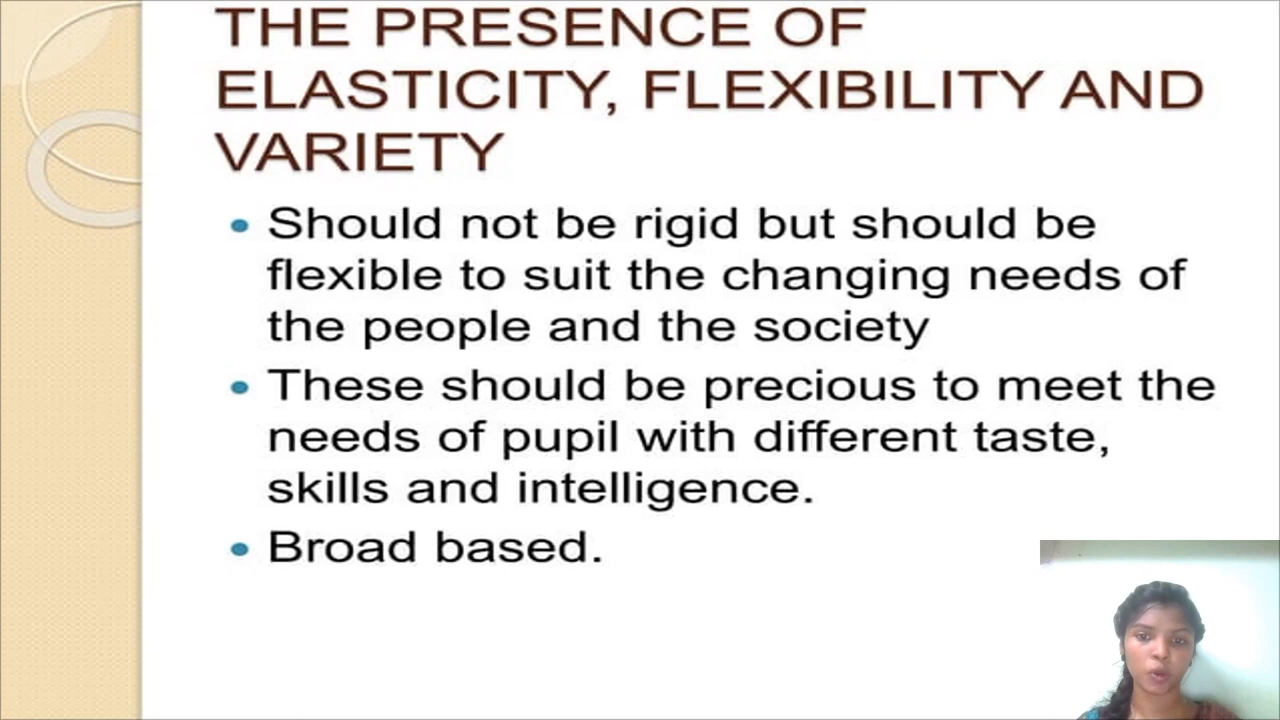 THE PRESENCE OF
ELASTICITY, FLEXIBILITY AND
VARIETY
• Should not be rigid but should be
flexible to suit the changing needs of
the people and the society
• These should be precious to meet the
needs of pupil with different taste,
skills and intelligence.
• Broad based.